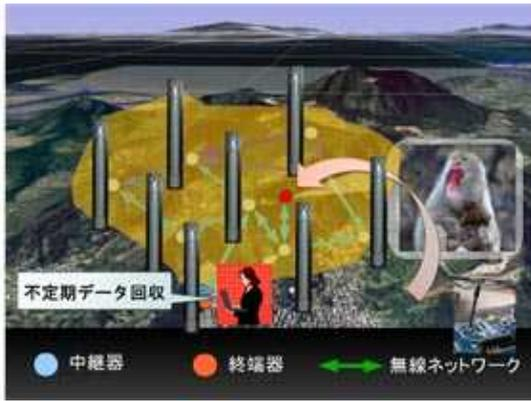 不定期データ回収
中継器
終端器
無線ネットワーク